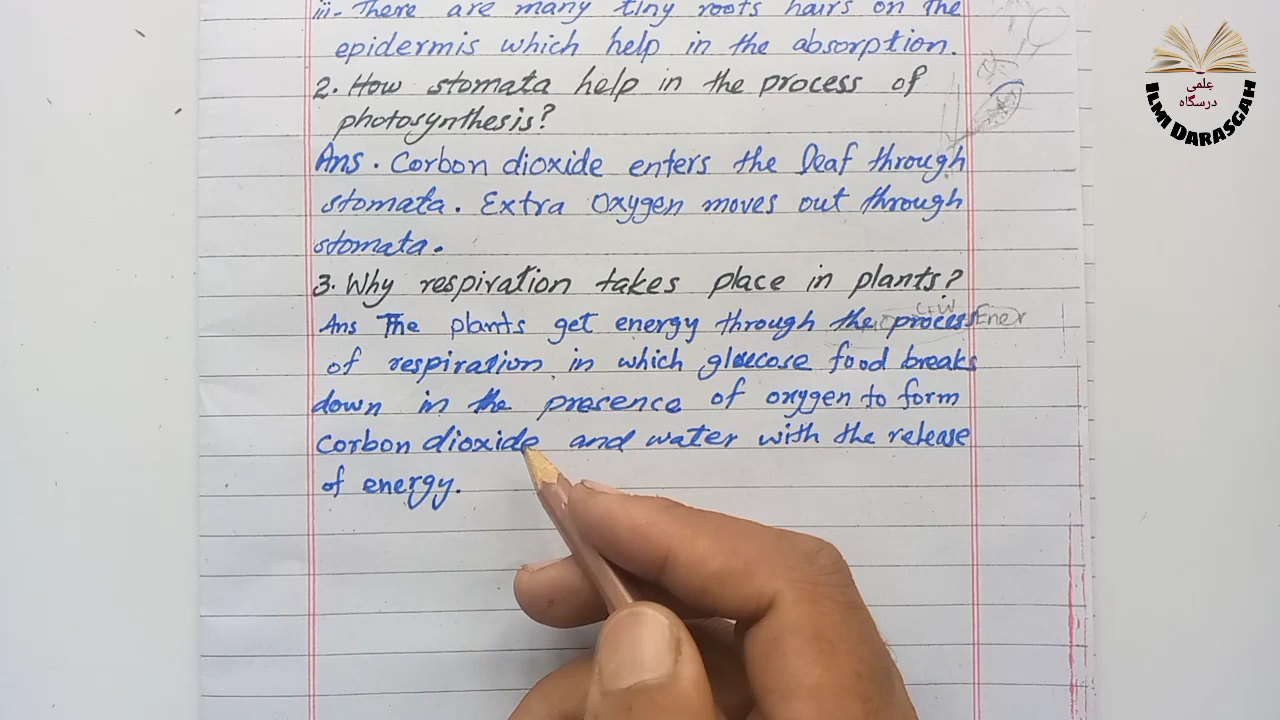 iii- There are many tiny roots hairs on the
epidermis which help in the absorption.
2. How stomata help in the process of
photosynthesis?
Ans. Corbon dioxide enters the leaf through
stomata. Extra Oxygen moves out through
stomata.
3. Why respiration takes place in plants?
Ans The plants get energy through the process
of respiration in which gluecose food breaks
down in the presence of oxygen to form
corbon dioxide and water with the release
of energy.
Ener
علمی
درسگاہ
ILMI DARASGAH